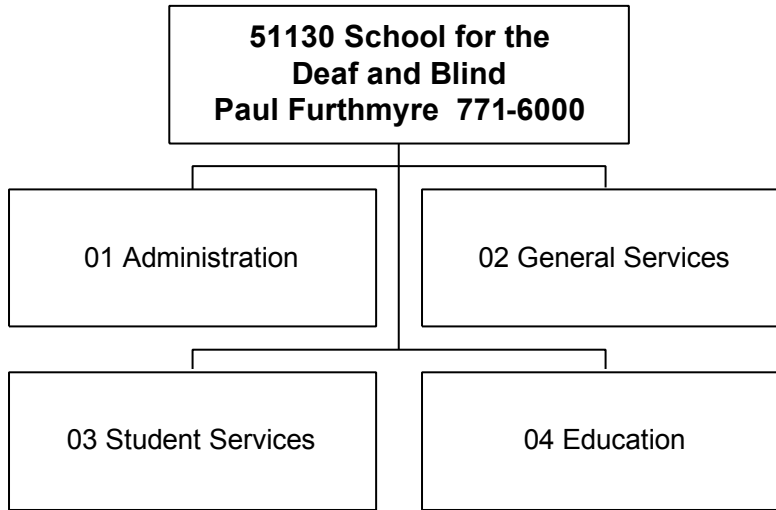 51130 School for the
Deaf and Blind
Paul Furthmyre  771-6000
01 Administration
02 General Services
03 Student Services
04 Education